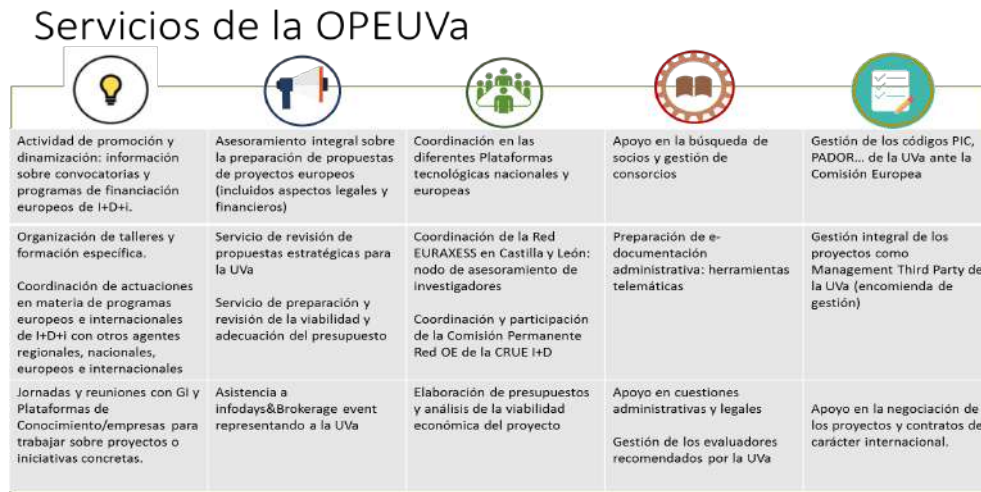 Servicios de la OPEUVa
Actividad de promoción y
dinamización: información
sobre convocatorias y
programas de financiación
europeos de I+D+i.
Asesoramiento integral sobre
la preparación de propuestas
de proyectos europeos
(incluidos aspectos legales y
financieros)
Coordinación en las
diferentes Plataformas
tecnológicas nacionales y
europeas
Apoyo en la búsqueda de
socios y gestión de
consorcios
Gestión de los códigos PIC,
PADOR... de la UVa ante la
Comisión Europea
Organización de talleres y
formación específica.
Coordinación de actuaciones
en materia de programas
europeos e internacionales
de I+D+i con otros agentes
regionales, nacionales,
europeos e internacionales
Servicio de revisión de
propuestas estratégicas para
la UVa
Servicio de preparación y
revisión de la viabilidad y
adecuación del presupuesto
Coordinación de la Red
EURAXESS en Castilla y León:
nodo de asesoramiento de
investigadores
Coordinación y participación
de la Comisión Permanente
Red OE de la CRUE I+D
Preparación de e-
documentación
administrativa: herramientas
telemáticas
Gestión integral de los
proyectos como
Management Third Party de
la UVa (encomienda de
gestión)
Jornadas y reuniones con GI y
Plataformas de
Conocimiento/empresas para
trabajar sobre proyectos o
iniciativas concretas.
Asistencia a
infodays&Brokerage event
representando a la UVa
Elaboración de presupuestos
y análisis de la viabilidad
económica del proyecto
Apoyo en cuestiones
administrativas y legales
Gestión de los evaluadores
recomendados por la UVa
Apoyo en la negociación de
los proyectos y contratos de
carácter internacional.